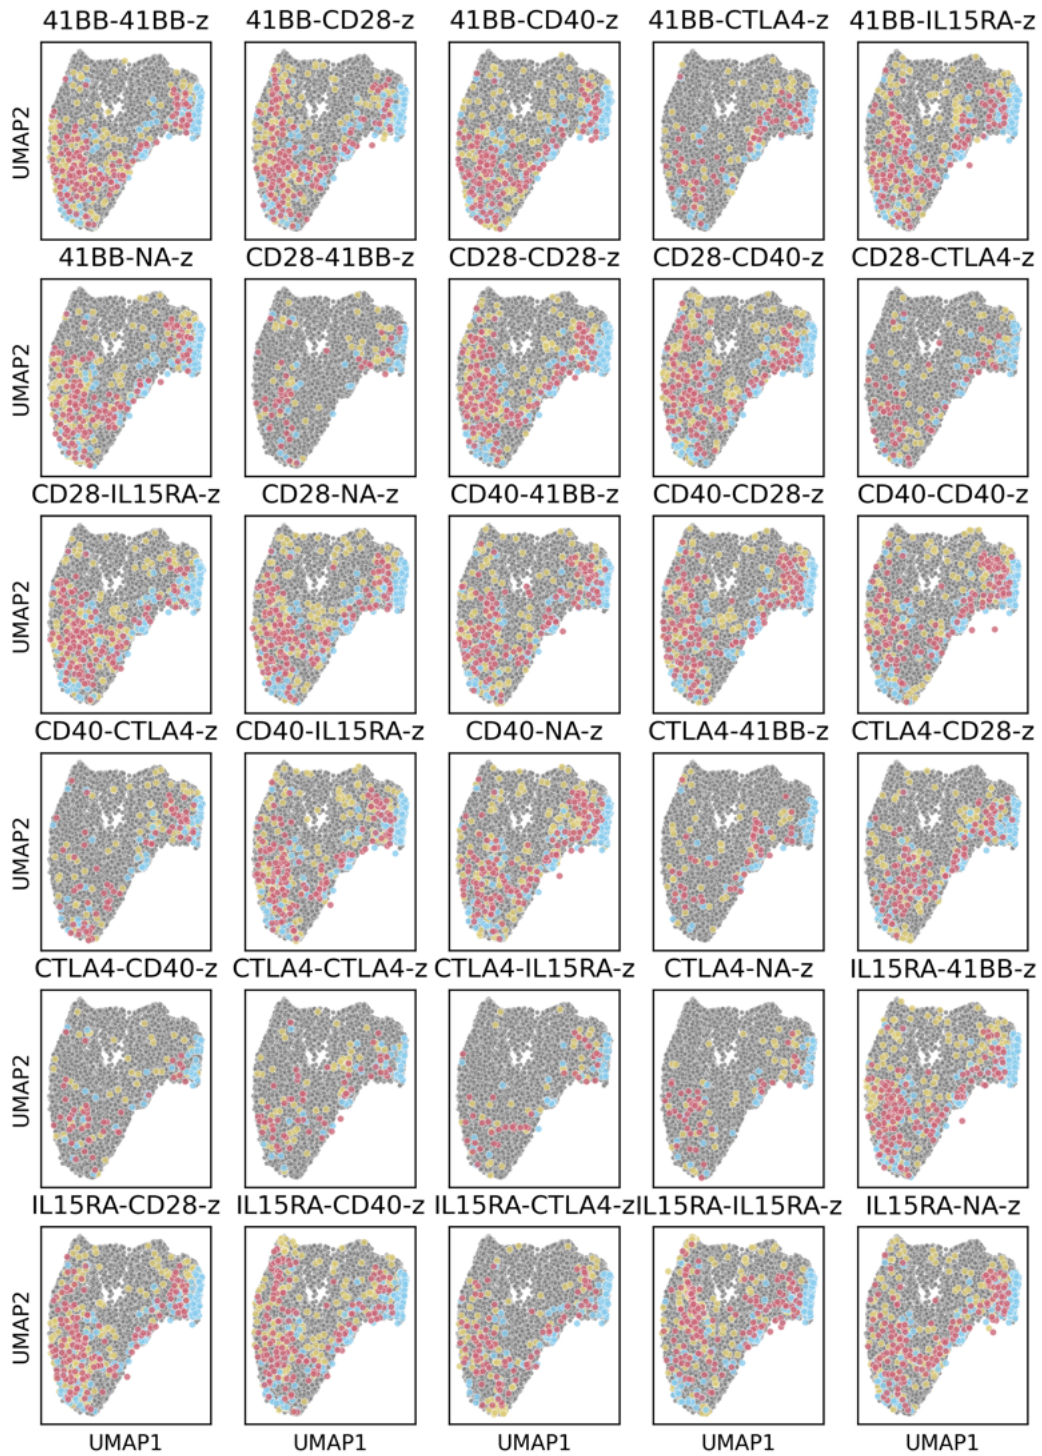 41BB-41BB-z 41BB-CD28-z 41BB-CD40-z 41BB-CTLA4-z 41BB-IL15RA-z
UMAP2
41BB-NA-z CD28-41BB-z CD28-CD28-z CD28-CD40-z CD28-CTLA4-z
UMAP2
CD28-IL15RA-z CD28-NA-z CD40-41BB-z CD40-CD28-z CD40-CD40-z
UMAP2
CD40-CTLA4-z CD40-IL15RA-z CD40-NA-z CTLA4-41BB-z CTLA4-CD28-z
UMAP2
CTLA4-CD40-z CTLA4-CTLA4-z CTLA4-IL15RA-z CTLA4-NA-z IL15RA-41BB-z
UMAP2
IL15RA-CD28-z IL15RA-CD40-z IL15RA-CTLA4-z IL15RA-IL15RA-z IL15RA-NA-z
UMAP2
UMAP1 UMAP1 UMAP1 UMAP1 UMAP1